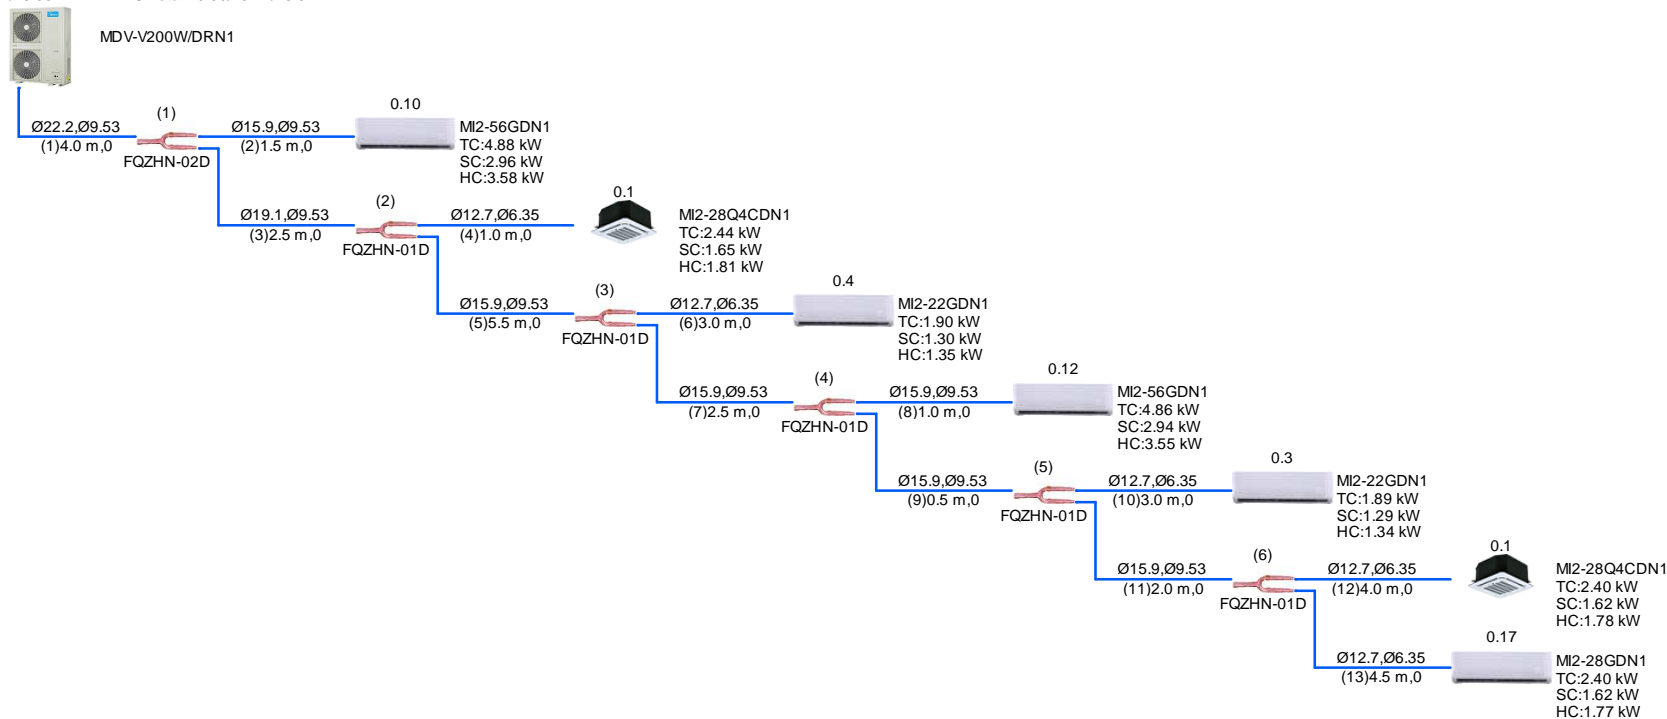 MDV-V200W/DRN1
(1)
0.10
Ø22.2,Ø9.53
Ø15.9,Ø9.53
MI2-56GDN1
(1)4.0 m,0
(2)1.5 m,0
TC:4.88 kW
FQZHN-02D
SC:2.96 kW
HC:3.58 kW
(2)
0.1
Ø19.1,Ø9.53
Ø12.7,Ø6.35
MI2-28Q4CDN1
(3)2.5 m,0
(4)1.0 m,0
TC:2.44 kW
FQZHN-01D
SC:1.65 kW
HC:1.81 kW
(3)
0.4
Ø15.9,Ø9.53
Ø12.7,Ø6.35
MI2-22GDN1
(5)5.5 m,0
(6)3.0 m,0
TC:1.90 kW
FQZHN-01D
SC:1.30 kW
HC:1.35 kW
(4)
0.12
Ø15.9,Ø9.53
Ø15.9,Ø9.53
MI2-56GDN1
(7)2.5 m,0
(8)1.0 m,0
TC:4.86 kW
FQZHN-01D
SC:2.94 kW
HC:3.55 kW
(5)
0.3
Ø15.9,Ø9.53
Ø12.7,Ø6.35
MI2-22GDN1
(9)0.5 m,0
(10)3.0 m,0
TC:1.89 kW
FQZHN-01D
SC:1.29 kW
HC:1.34 kW
(6)
0.1
Ø15.9,Ø9.53
Ø12.7,Ø6.35
MI2-28Q4CDN1
(11)2.0 m,0
(12)4.0 m,0
TC:2.40 kW
FQZHN-01D
SC:1.62 kW
HC:1.78 kW
0.17
Ø12.7,Ø6.35
MI2-28GDN1
(13)4.5 m,0
TC:2.40 kW
SC:1.62 kW
HC:1.77 kW